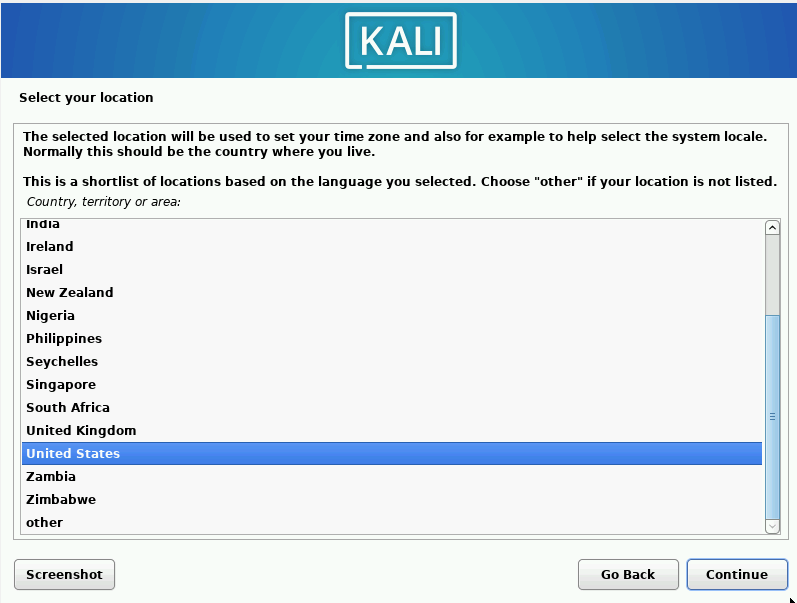 KALI
Select your location
The selected location will be used to set your time zone and also for example to help select the system locale.
Normally this should be the country where you live.
This is a shortlist of locations based on the language you selected. Choose "other" if your location is not listed.
Country, territory or area:
India
Ireland
Israel
New Zealand
Nigeria
Philippines
Seychelles
Singapore
South Africa
United Kingdom
United States
Zambia
Zimbabwe
other
Screenshot
Go Back
Continue